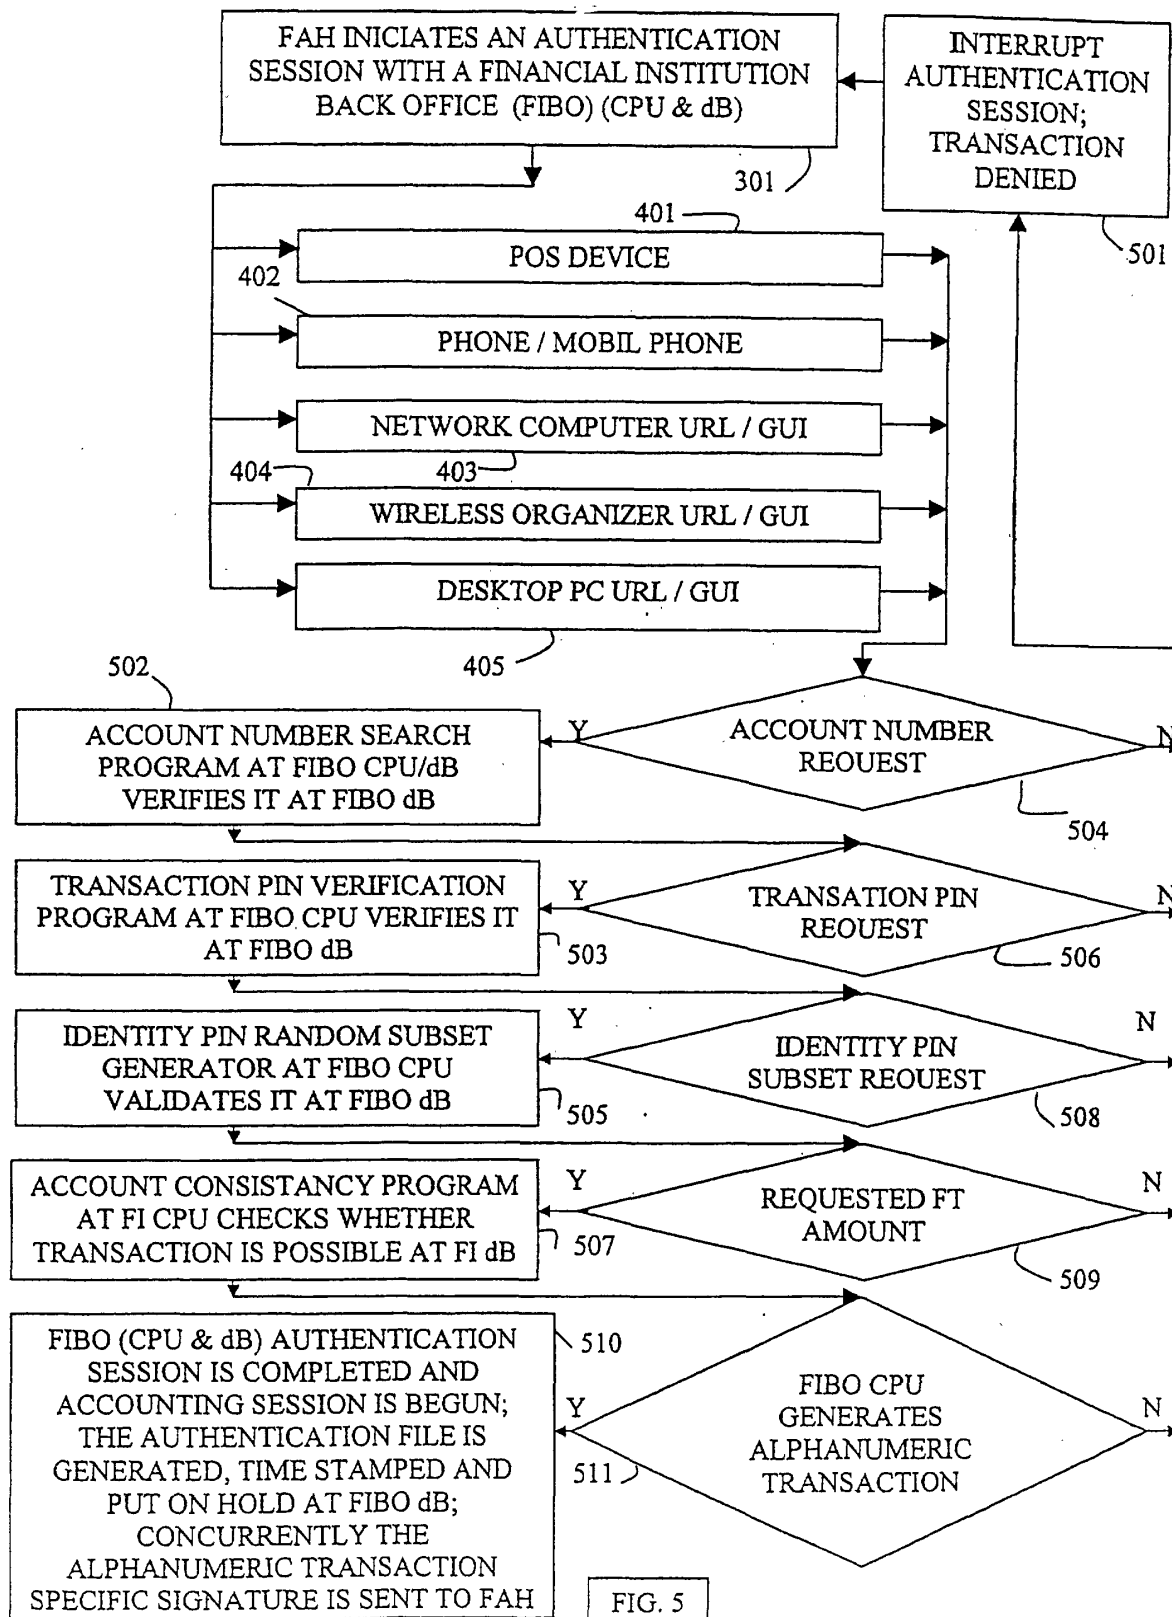 FAH INICIATES AN AUTHENTICATION
SESSION WITH A FINANCIAL INSTITUTION
BACK OFFICE (FIBO) (CPU & dB)
301
INTERRUPT
AUTHENTICATION
SESSION;
TRANSACTION
DENIED
501
401
POS DEVICE
402
PHONE / MOBIL PHONE
NETWORK COMPUTER URL / GUI
403
404
WIRELESS ORGANIZER URL / GUI
DESKTOP PC URL / GUI
405
502
ACCOUNT NUMBER SEARCH
PROGRAM AT FIBO CPU/dB
VERIFIES IT AT FIBO dB
Y
ACCOUNT NUMBER
REQUEST
N
504
TRANSACTION PIN VERIFICATION
PROGRAM AT FIBO CPU VERIFIES IT
AT FIBO dB
503
Y
TRANSATION PIN
REQUEST
N
506
IDENTITY PIN RANDOM SUBSET
GENERATOR AT FIBO CPU
VALIDATES IT AT FIBO dB
505
Y
IDENTITY PIN
SUBSET REQUEST
N
508
ACCOUNT CONSISTANCY PROGRAM
AT FI CPU CHECKS WHETHER
TRANSACTION IS POSSIBLE AT FI dB
507
Y
REQUESTED FT
AMOUNT
N
509
FIBO (CPU & dB) AUTHENTICATION
SESSION IS COMPLETED AND
ACCOUNTING SESSION IS BEGUN;
THE AUTHENTICATION FILE IS
GENERATED, TIME STAMPED AND
PUT ON HOLD AT FIBO dB;
CONCURRENTLY THE
ALPHANUMERIC TRANSACTION
SPECIFIC SIGNATURE IS SENT TO FAH
510
Y
511
FIBO CPU
GENERATES
ALPHANUMERIC
TRANSACTION
N
FIG. 5